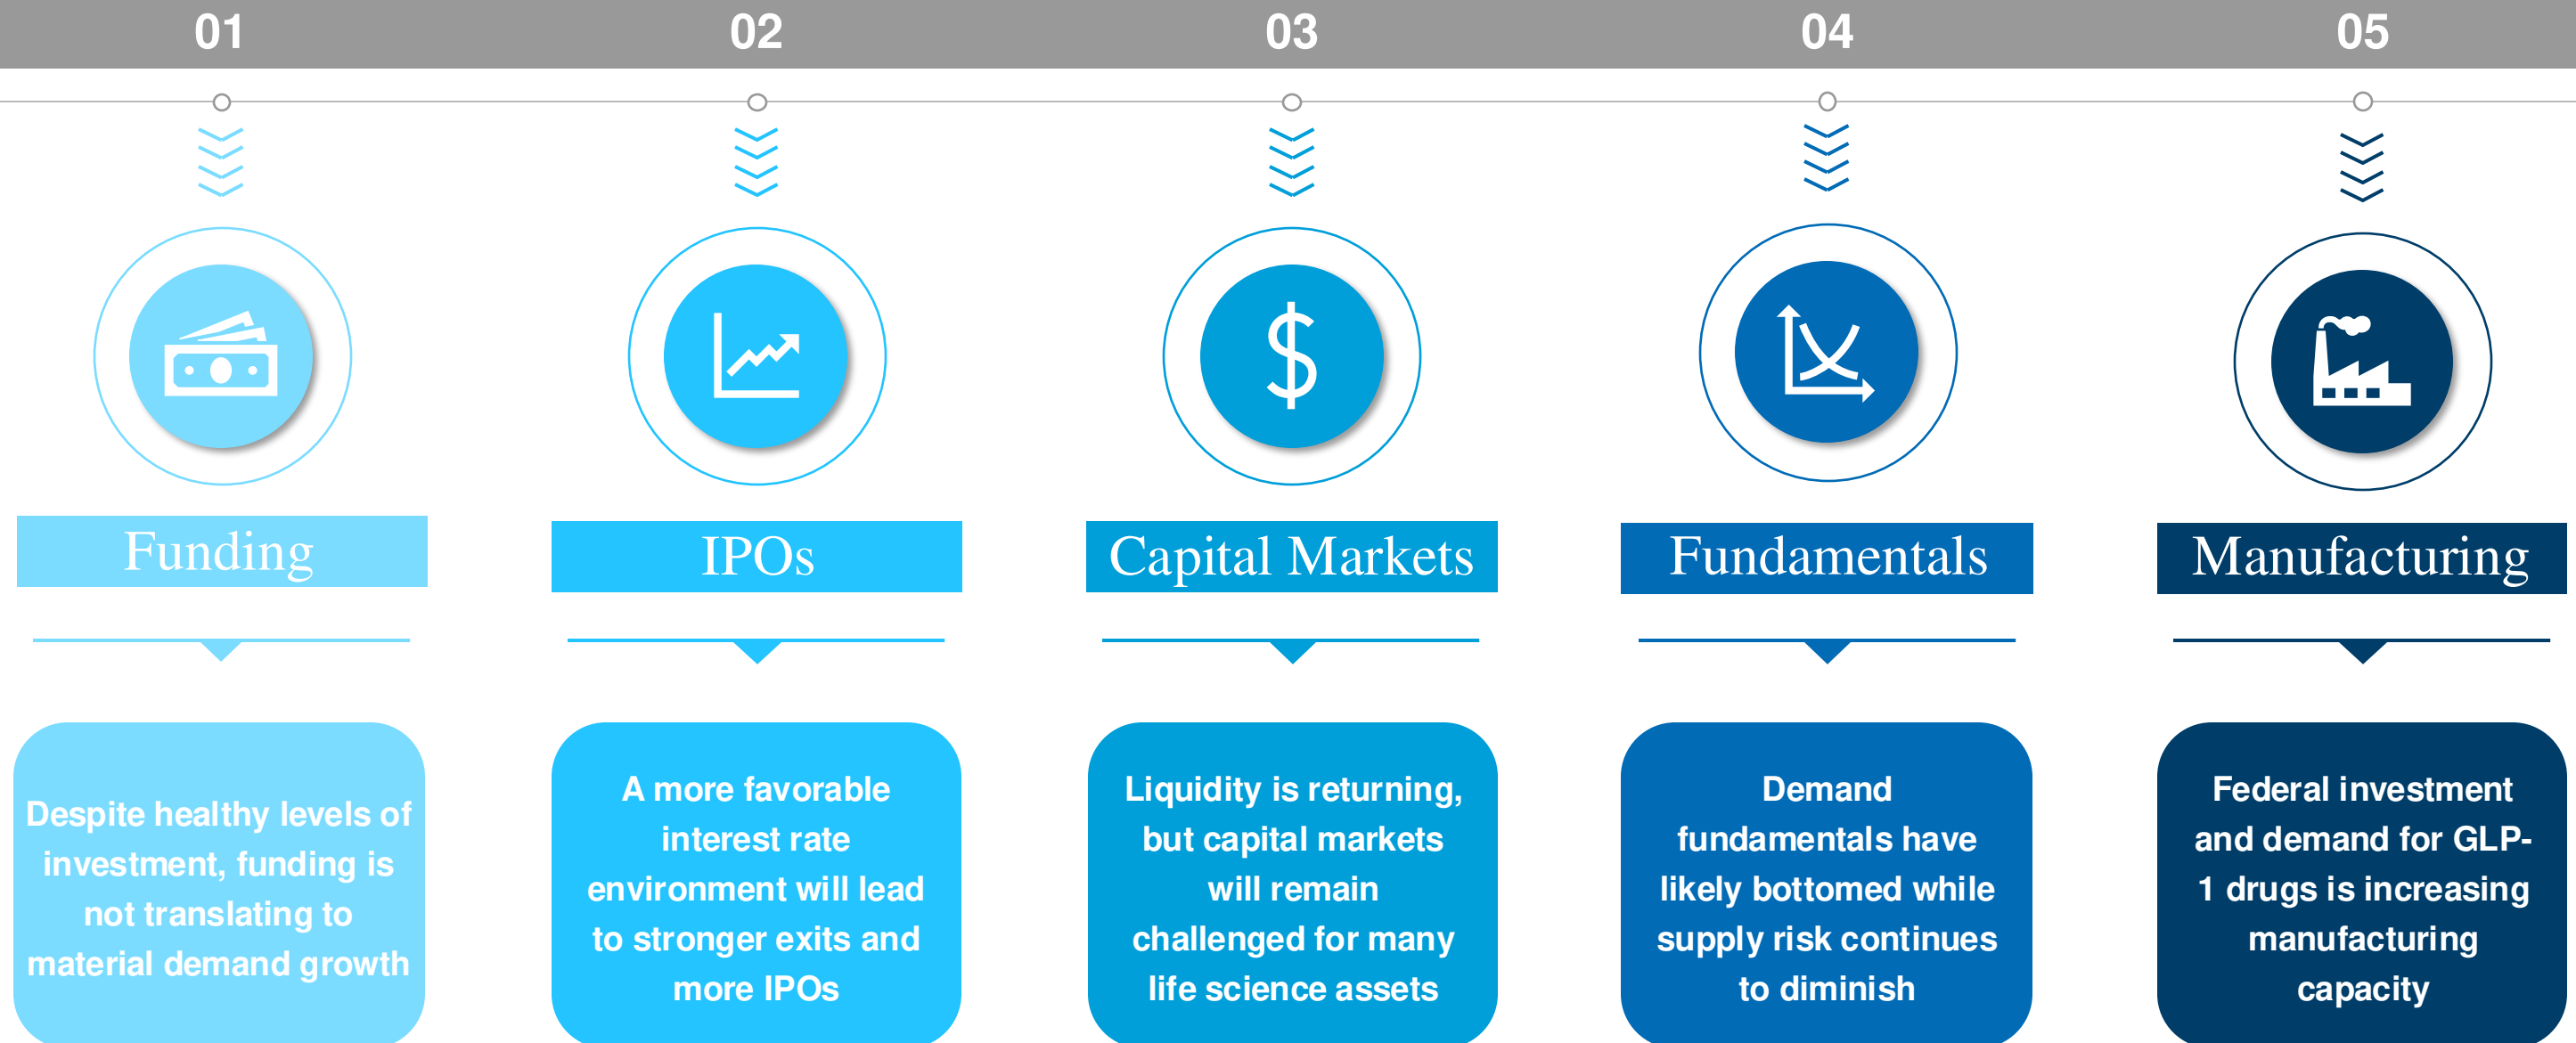 01
02
03
04
05
Funding
IPOs
Capital Markets
Fundamentals
Manufacturing
Despite healthy levels of
investment, funding is
not translating to
material demand growth
A more favorable
interest rate
environment will lead
to stronger exits and
more IPOs
Liquidity is returning,
but capital markets
will remain
challenged for many
life science assets
Demand
fundamentals have
likely bottomed while
supply risk continues
to diminish
Federal investment
and demand for GLP-
1 drugs is increasing
manufacturing
capacity